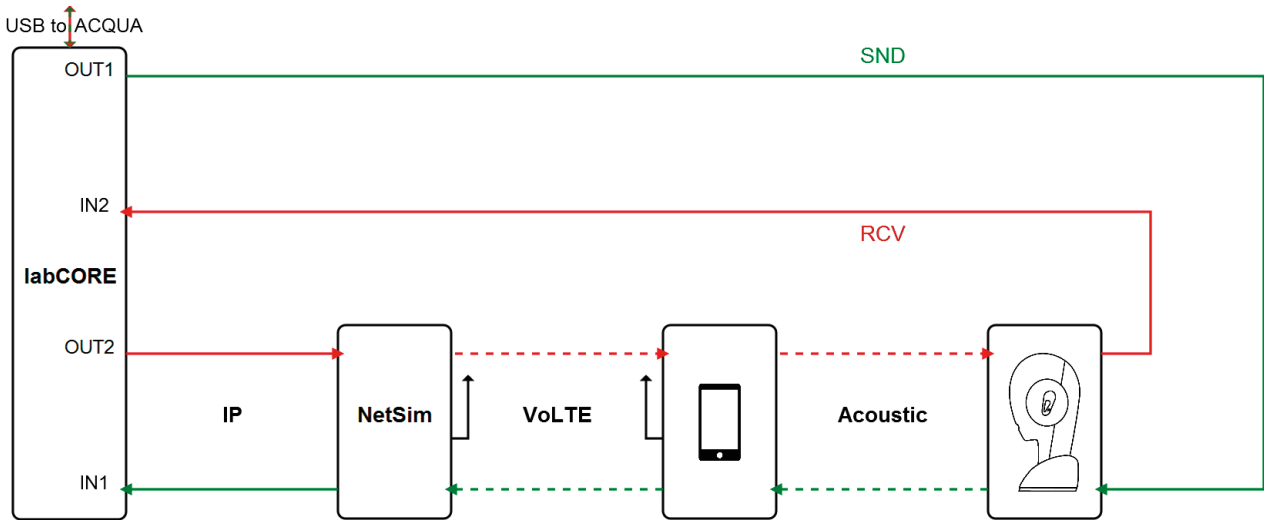 USB to ACQUA
OUT1
SND
IN2
RCV
labCORE
OUT2
IP
NetSim
VoLTE
Acoustic
IN1